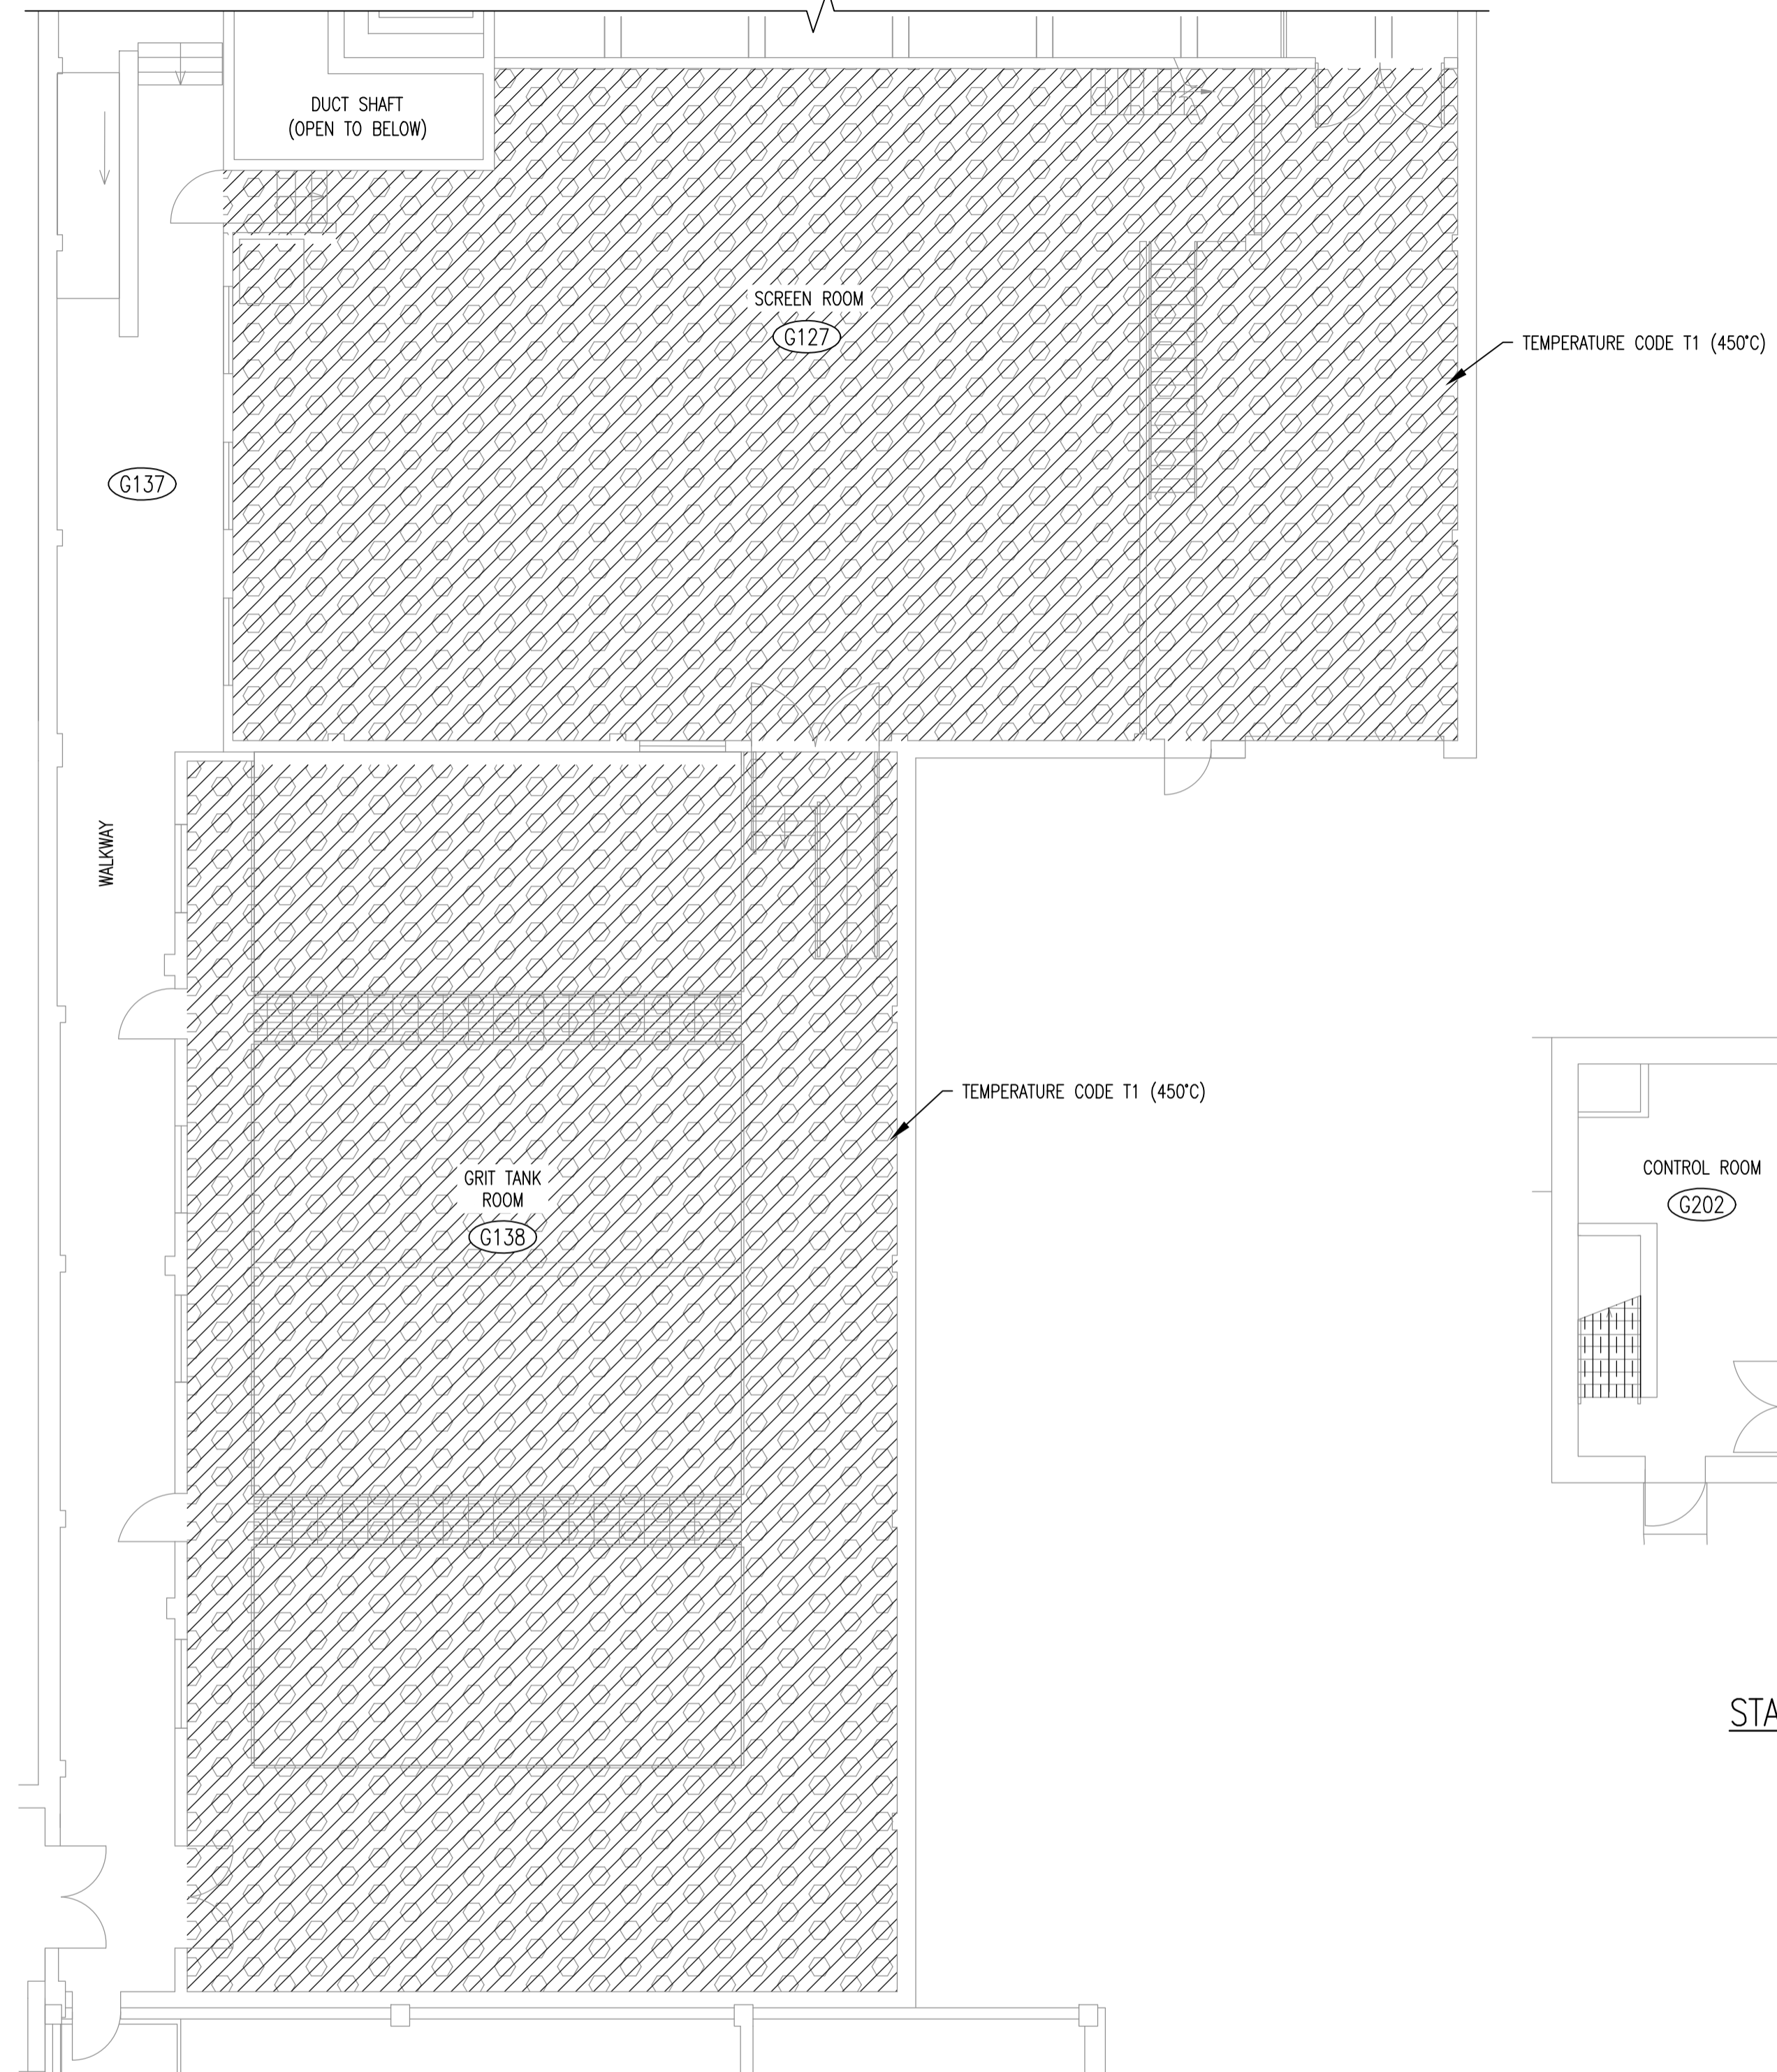 DUCT SHAFT
(OPEN TO BELOW)
SCREEN ROOM
G127
TEMPERATURE CODE T1 (450°C)
G137
WALKWAY
TEMPERATURE CODE T1 (450°C)
GRIT TANK
ROOM
G138
CONTROL ROOM
G202
STA